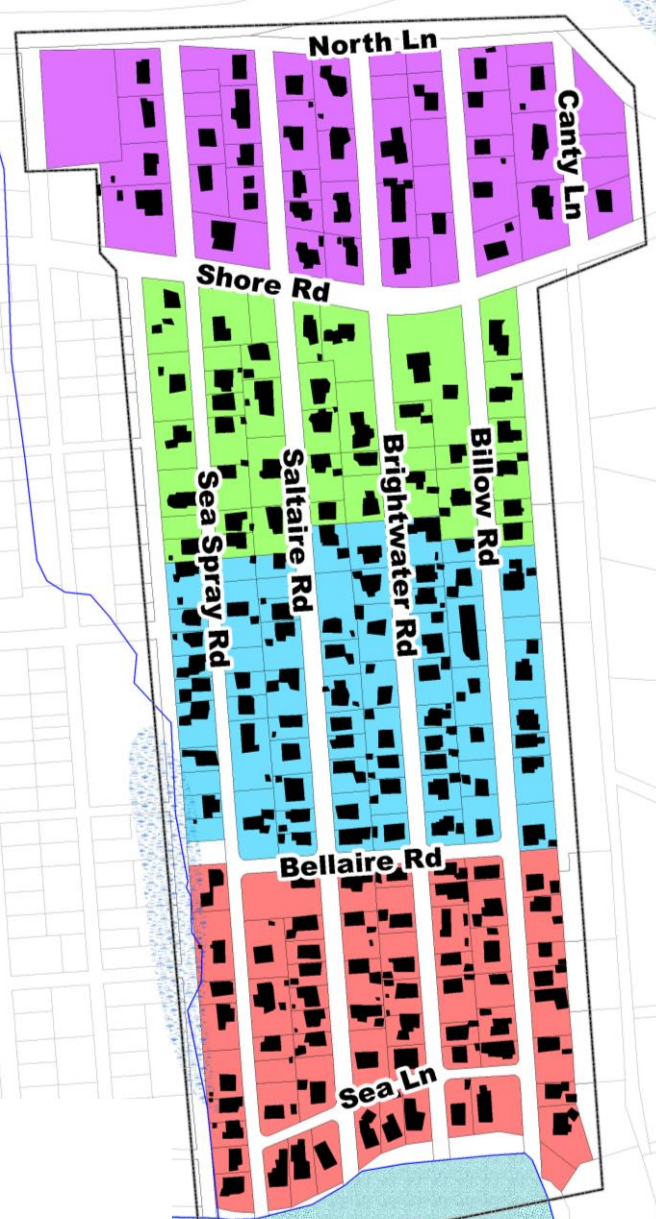 North Ln
Canty Ln
Shore Rd
Sea Spray Rd
Saltaire Rd
Brightwater Rd
Billow Rd
Bellaire Rd
Sea Ln